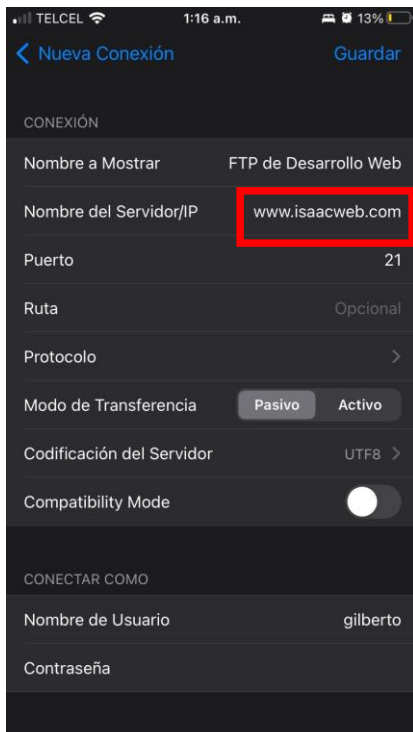 TELCEL 1:16 a.m. 13%
Nueva Conexión Guardar
CONEXIÓN
Nombre a Mostrar FTP de Desarrollo Web
Nombre del Servidor/IP www.isaacweb.com
Puerto 21
Ruta Opcional
Protocolo
Modo de Transferencia Pasivo Activo
Codificación del Servidor UTF8
Compatibility Mode
CONECTAR COMO
Nombre de Usuario gilberto
Contraseña